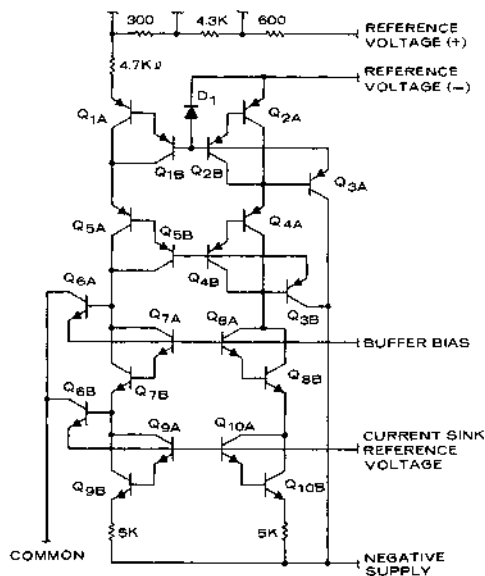 300
4.3K
600
REFERENCE
VOLTAGE (+)
4.7K Ω
REFERENCE
VOLTAGE (—)
D1
Q1A
Q2A
Q1B
Q2B
Q3A
Q5A
Q5B
Q4A
Q6A
Q4B
Q3B
Q7A
Q8A
BUFFER BIAS
Q6B
Q7B
Q8B
Q9A
Q10A
CURRENT SINK
REFERENCE
VOLTAGE
Q9B
Q10B
5K
5K
COMMON
NEGATIVE
SUPPLY